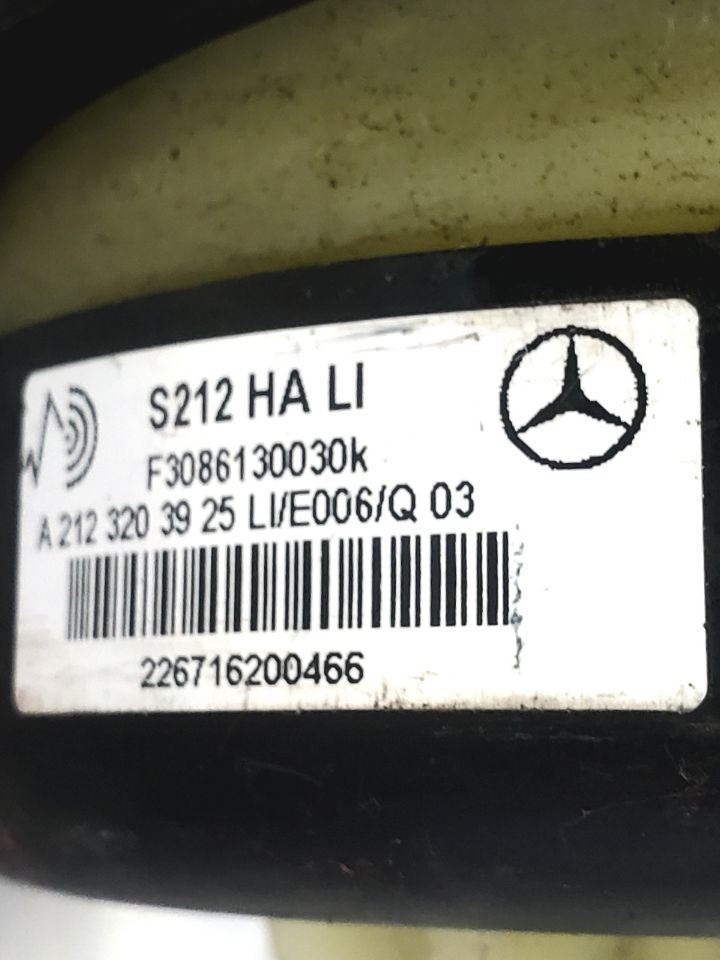 S212 HA LI
F3086130030k
A 212 320 39 25 LI/E006/Q 03
226716200466